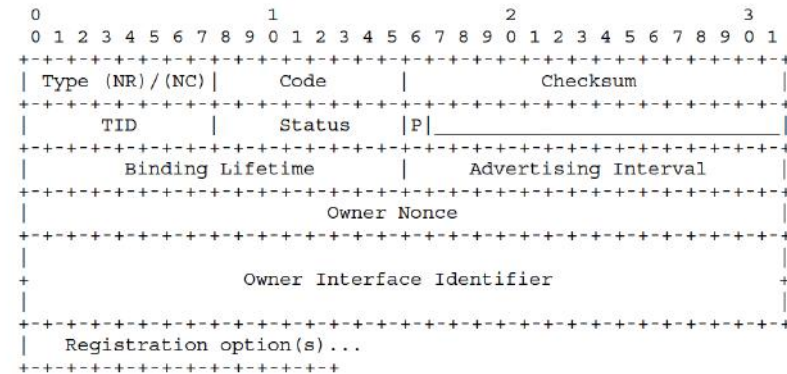 0                   1                   2                   3
0 1 2 3 4 5 6 7 8 9 0 1 2 3 4 5 6 7 8 9 0 1 2 3 4 5 6 7 8 9 0 1
+-+-+-+-+-+-+-+-+-+-+-+-+-+-+-+-+-+-+-+-+-+-+-+-+-+-+-+-+-+-+-+-+
| Type (NR)/(NC)| Code | Checksum |
+-+-+-+-+-+-+-+-+-+-+-+-+-+-+-+-+-+-+-+-+-+-+-+-+-+-+-+-+-+-+-+-+
| TID | Status |P|_____________________________|
+-+-+-+-+-+-+-+-+-+-+-+-+-+-+-+-+-+-+-+-+-+-+-+-+-+-+-+-+-+-+-+-+
| Binding Lifetime | Advertising Interval |
+-+-+-+-+-+-+-+-+-+-+-+-+-+-+-+-+-+-+-+-+-+-+-+-+-+-+-+-+-+-+-+-+
| Owner Nonce |
+-+-+-+-+-+-+-+-+-+-+-+-+-+-+-+-+-+-+-+-+-+-+-+-+-+-+-+-+-+-+-+-+
| |
+ Owner Interface Identifier +
| |
+-+-+-+-+-+-+-+-+-+-+-+-+-+-+-+-+-+-+-+-+-+-+-+-+-+-+-+-+-+-+-+-+
| Registration option(s)...
+-+-+-+-+-+-+-+-+-+-+-+-+-+